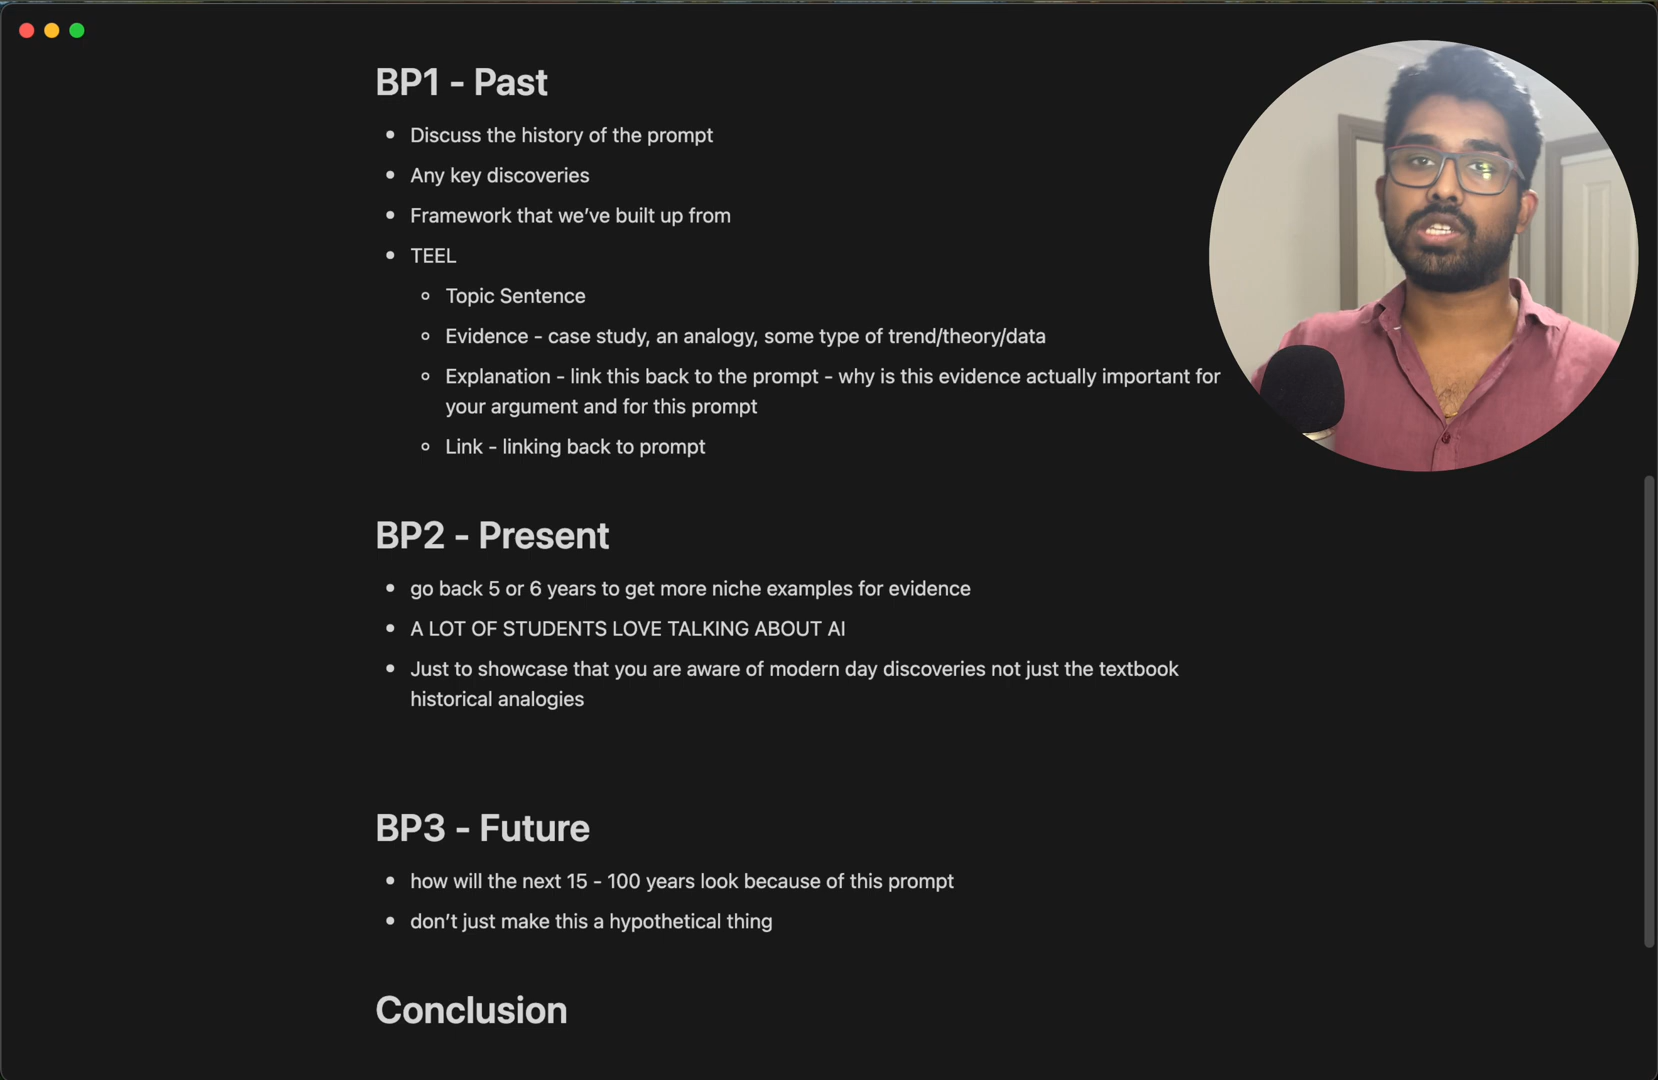 BP1 - Past
Discuss the history of the prompt
Any key discoveries
Framework that we’ve built up from
TEEL
Topic Sentence
Evidence - case study, an analogy, some type of trend/theory/data
Explanation - link this back to the prompt - why is this evidence actually important for
your argument and for this prompt
Link - linking back to prompt
BP2 - Present
go back 5 or 6 years to get more niche examples for evidence
A LOT OF STUDENTS LOVE TALKING ABOUT AI
Just to showcase that you are aware of modern day discoveries not just the textbook
historical analogies
BP3 - Future
how will the next 15 - 100 years look because of this prompt
don’t just make this a hypothetical thing
Conclusion